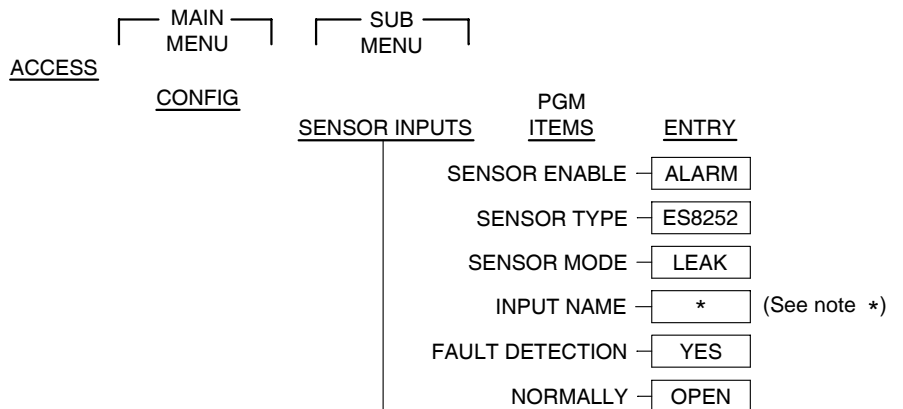 MAIN MENU
SUB MENU
ACCESS
CONFIG
SENSOR INPUTS
PGM ITEMS
ENTRY
SENSOR ENABLE ALARM
SENSOR TYPE ES8252
SENSOR MODE LEAK
INPUT NAME * (See note *)
FAULT DETECTION YES
NORMALLY OPEN